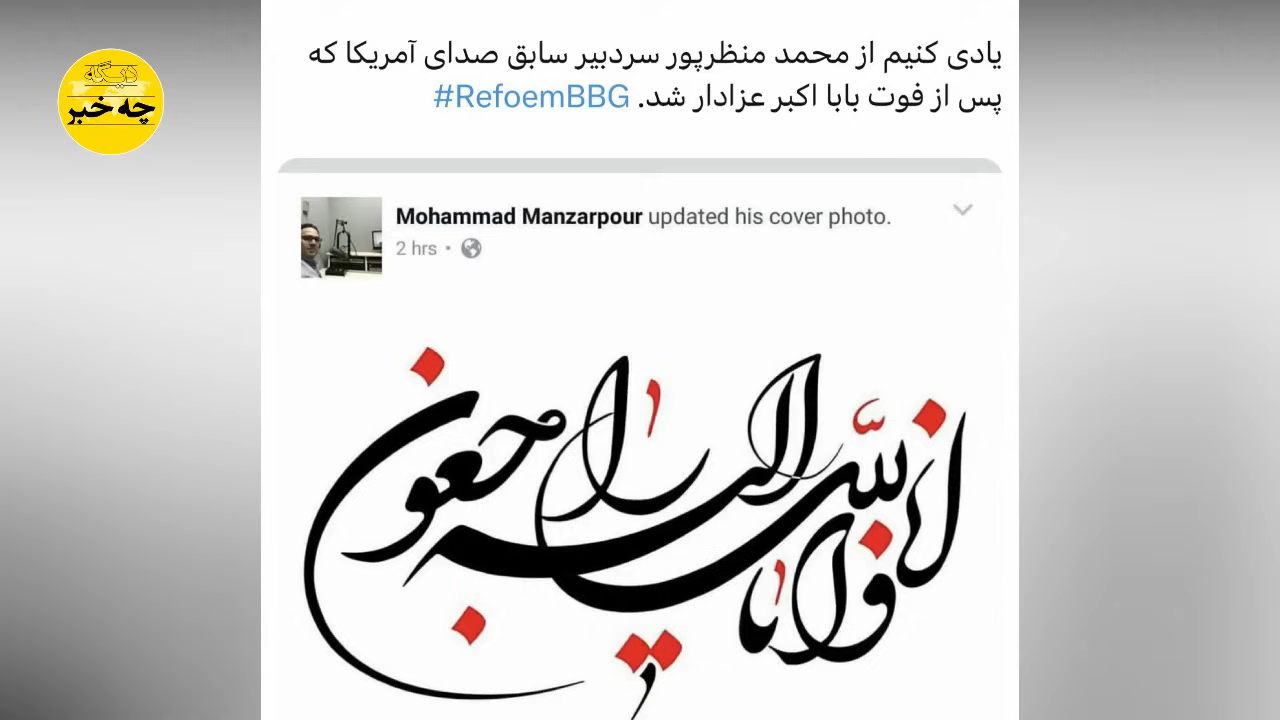 دیگه
چه خبر
یادی کنیم از محمد منظرپور سردبیر سابق صدای آمریکا که
پس از فوت بابا اکبر عزادار شد. #RefoemBBG
Mohammad Manzarpour updated his cover photo.
2 hrs
انا لله و انا الیه راجعون